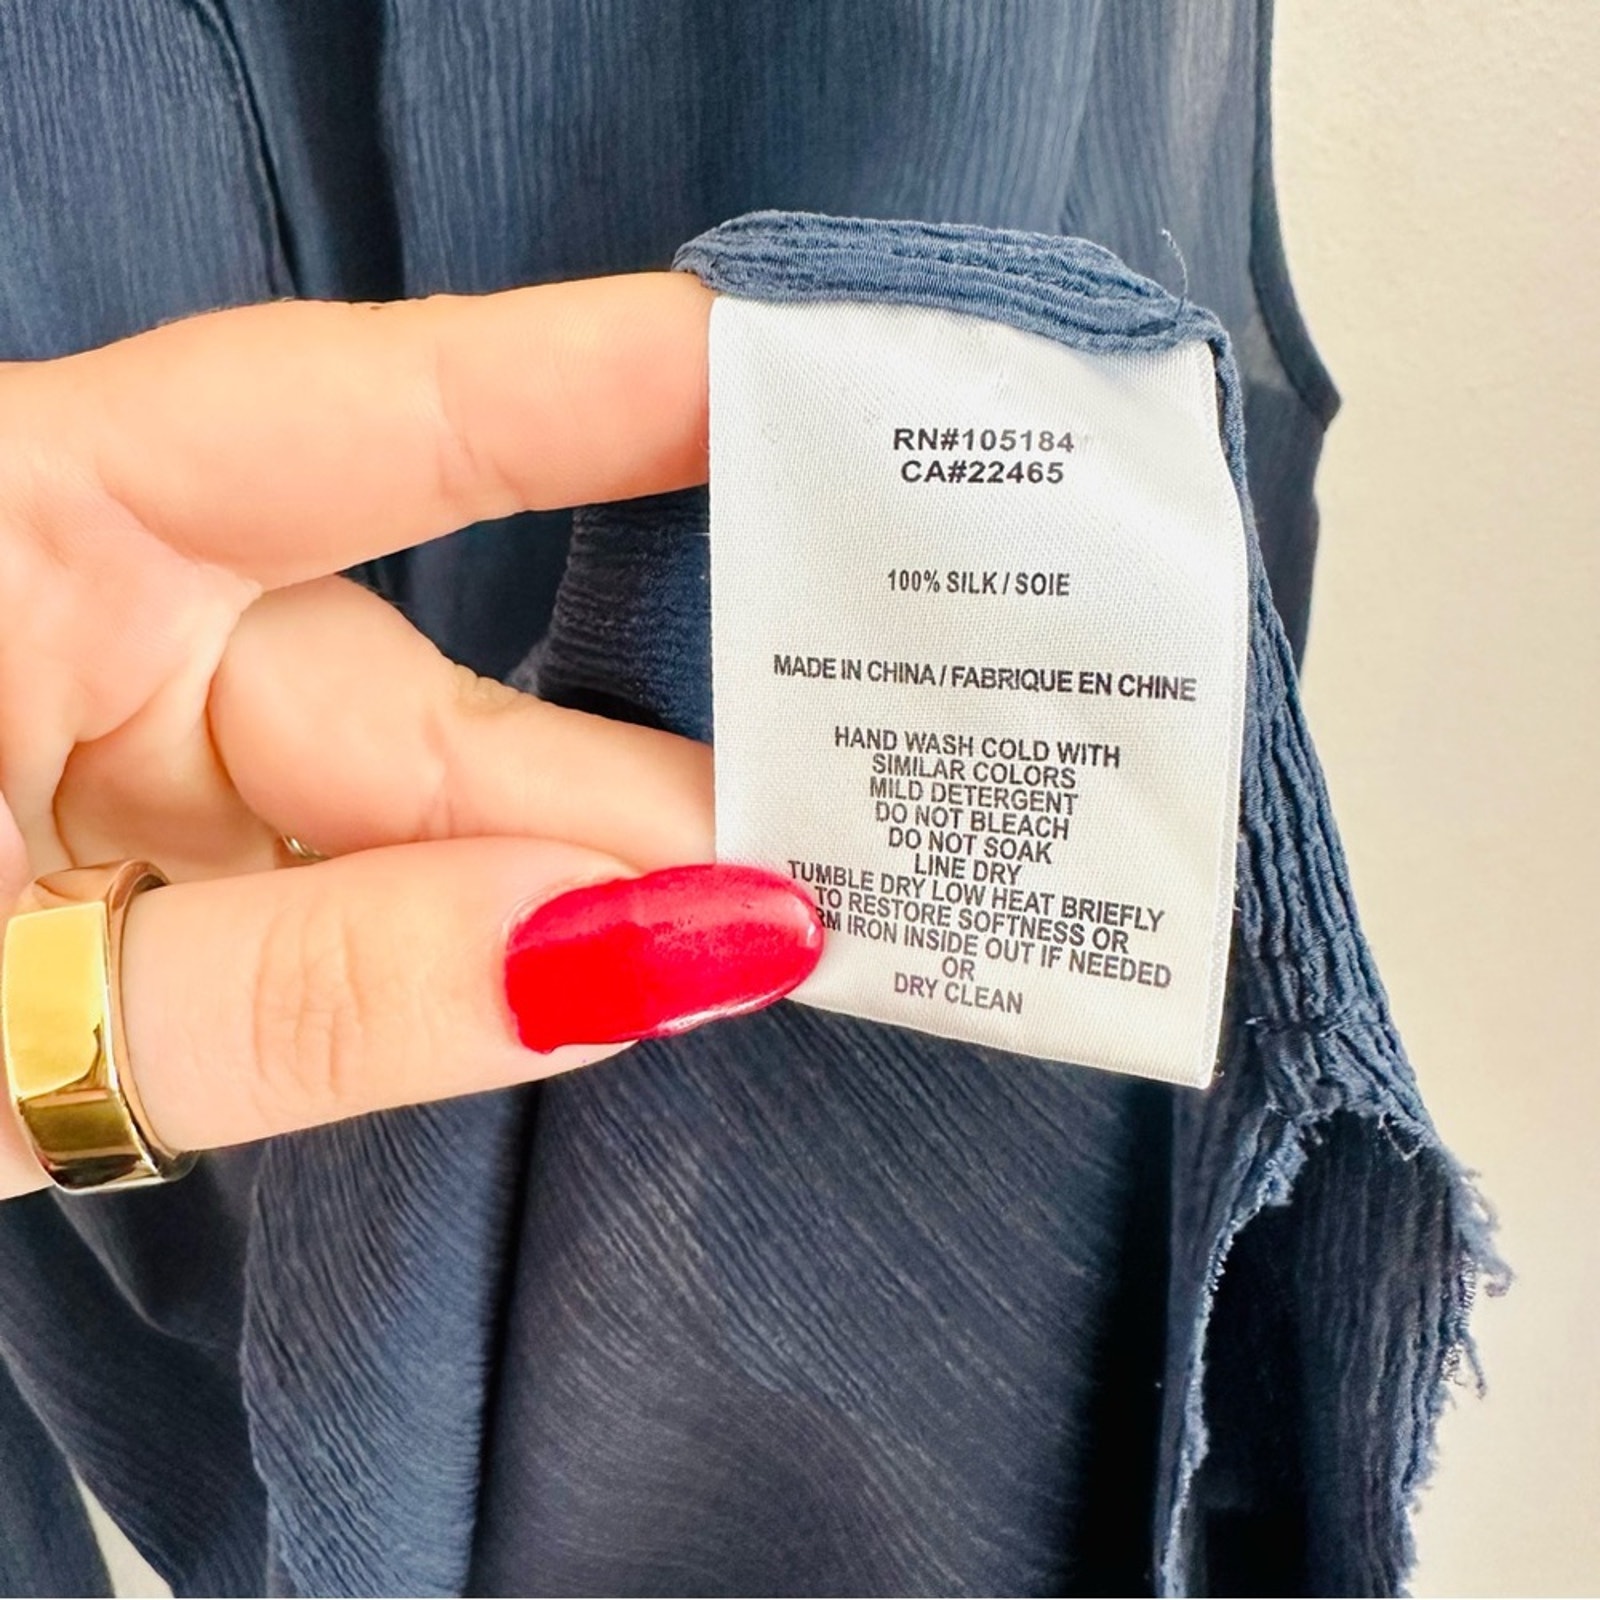 RN#105184
CA#22465
100% SILK / SOIE
MADE IN CHINA / FABRIQUE EN CHINE
HAND WASH COLD WITH
SIMILAR COLORS
MILD DETERGENT
DO NOT BLEACH
DO NOT SOAK
LINE DRY
TUMBLE DRY LOW HEAT BRIEFLY
TO RESTORE SOFTNESS OR
IRON INSIDE OUT IF NEEDED
OR
DRY CLEAN